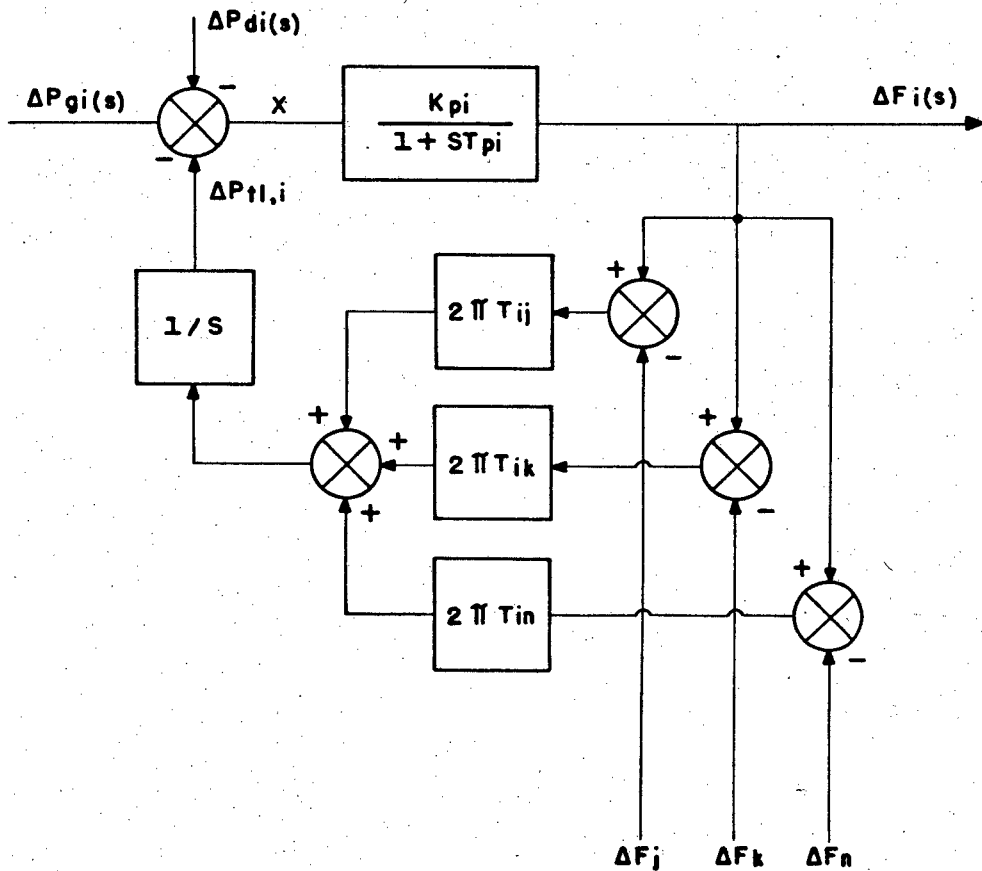 ΔPdi(s)
ΔPgi(s)
-
X
Kpi
1 + STpi
ΔFi(s)
-
ΔPtl,i
1/S
2 π Tij
+
-
+
+
2 π Tik
+
-
+
2 π Tin
+
-
ΔFj
ΔFk
ΔFn